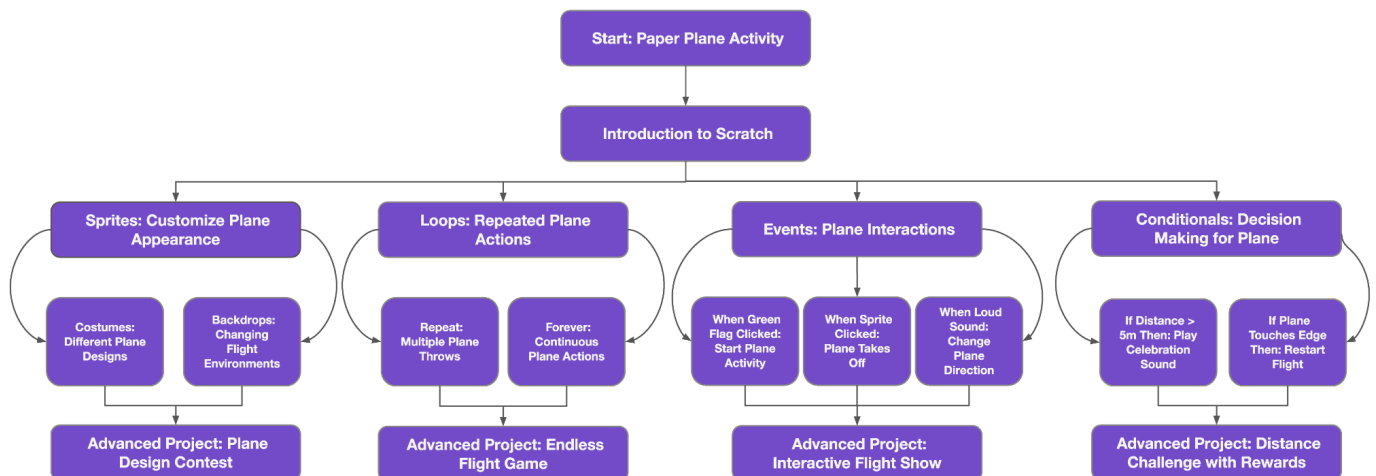 Start: Paper Plane Activity
Introduction to Scratch
Sprites: Customize Plane
Appearance
Loops: Repeated Plane
Actions
Events: Plane Interactions
Conditionals: Decision
Making for Plane
Costumes:
Different Plane
Designs
Backdrops:
Changing
Flight
Environments
Repeat:
Multiple Plane
Throws
Forever:
Continuous
Plane Actions
When Green
Flag Clicked:
Start Plane
Activity
When Sprite
Clicked:
Plane Takes
Off
When Loud
Sound:
Change
Plane
Direction
If Distance >
5m Then: Play
Celebration
Sound
If Plane
Touches Edge
Then: Restart
Flight
Advanced Project: Plane
Design Contest
Advanced Project: Endless
Flight Game
Advanced Project:
Interactive Flight Show
Advanced Project: Distance
Challenge with Rewards